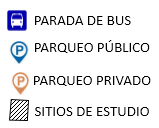 PARADA DE BUS
P PARQUEO PÚBLICO
P PARQUEO PRIVADO
SITIOS DE ESTUDIO